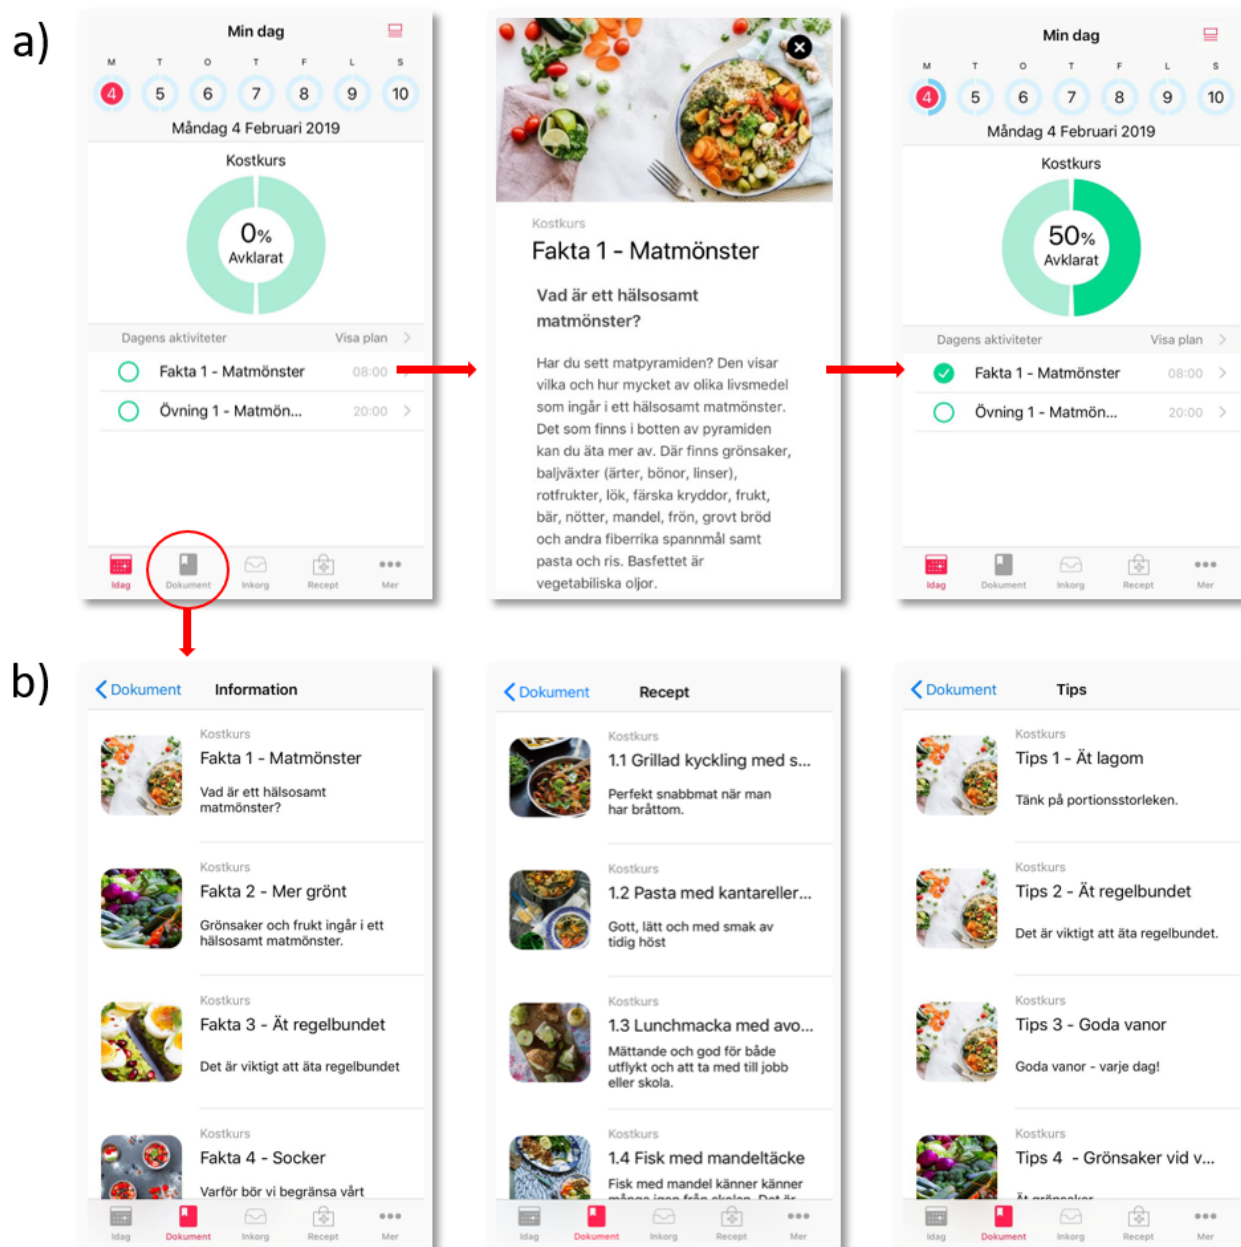 a)
Min dag
M T O T F L S
4 5 6 7 8 9 10
Måndag 4 Februari 2019
Kostkurs
0%
Avklarat
Dagens aktiviteter Visa plan
Fakta 1 - Matmönster 08:00
Övning 1 - Matmön... 20:00
Idag Dokument Inkorg Recept Mer
Kostkurs
Fakta 1 - Matmönster
Vad är ett hälsosamt
matmönster?
Har du sett matpyramiden? Den visar
vilka och hur mycket av olika livsmedel
som ingår i ett hälsosamt matmönster.
Det som finns i botten av pyramiden
kan du äta mer av. Där finns grönsaker,
baljväxter (ärter, bönor, linser),
rotfrukter, lök, färska kryddor, frukt,
bär, nötter, mandel, frön, grovt bröd
och andra fiberrika spannmål samt
pasta och ris. Basfettet är
vegetabiliska oljor.
Min dag
M T O T F L S
4 5 6 7 8 9 10
Måndag 4 Februari 2019
Kostkurs
50%
Avklarat
Dagens aktiviteter Visa plan
Fakta 1 - Matmönster 08:00
Övning 1 - Matmön... 20:00
Idag Dokument Inkorg Recept Mer
b)
Dokument Information
Kostkurs
Fakta 1 - Matmönster
Vad är ett hälsosamt
matmönster?
Kostkurs
Fakta 2 - Mer grönt
Grönsaker och frukt ingår i ett
hälsosamt matmönster.
Kostkurs
Fakta 3 - Ät regelbundet
Det är viktigt att äta regelbundet
Kostkurs
Fakta 4 - Socker
Varför bör vi begränsa vårt
Idag Dokument Inkorg Recept Mer
Dokument Recept
Kostkurs
1.1 Grillad kyckling med s...
Perfekt snabbmat när man
har bråttom.
Kostkurs
1.2 Pasta med kantareller...
Gott, lätt och med smak av
tidig höst
Kostkurs
1.3 Lunchmacka med avo...
Mättande och god för både
utflykt och att ta med till jobb
eller skola.
Kostkurs
1.4 Fisk med mandeltäcke
Fisk med mandel känner känner
många igen från skolan. Det är
Idag Dokument Inkorg Recept Mer
Dokument Tips
Kostkurs
Tips 1 - Ät lagom
Tänk på portionsstorleken.
Kostkurs
Tips 2 - Ät regelbundet
Det är viktigt att äta regelbundet.
Kostkurs
Tips 3 - Goda vanor
Goda vanor - varje dag!
Kostkurs
Tips 4 - Grönsaker vid v...
Ät grönsaker
Idag Dokument Inkorg Recept Mer